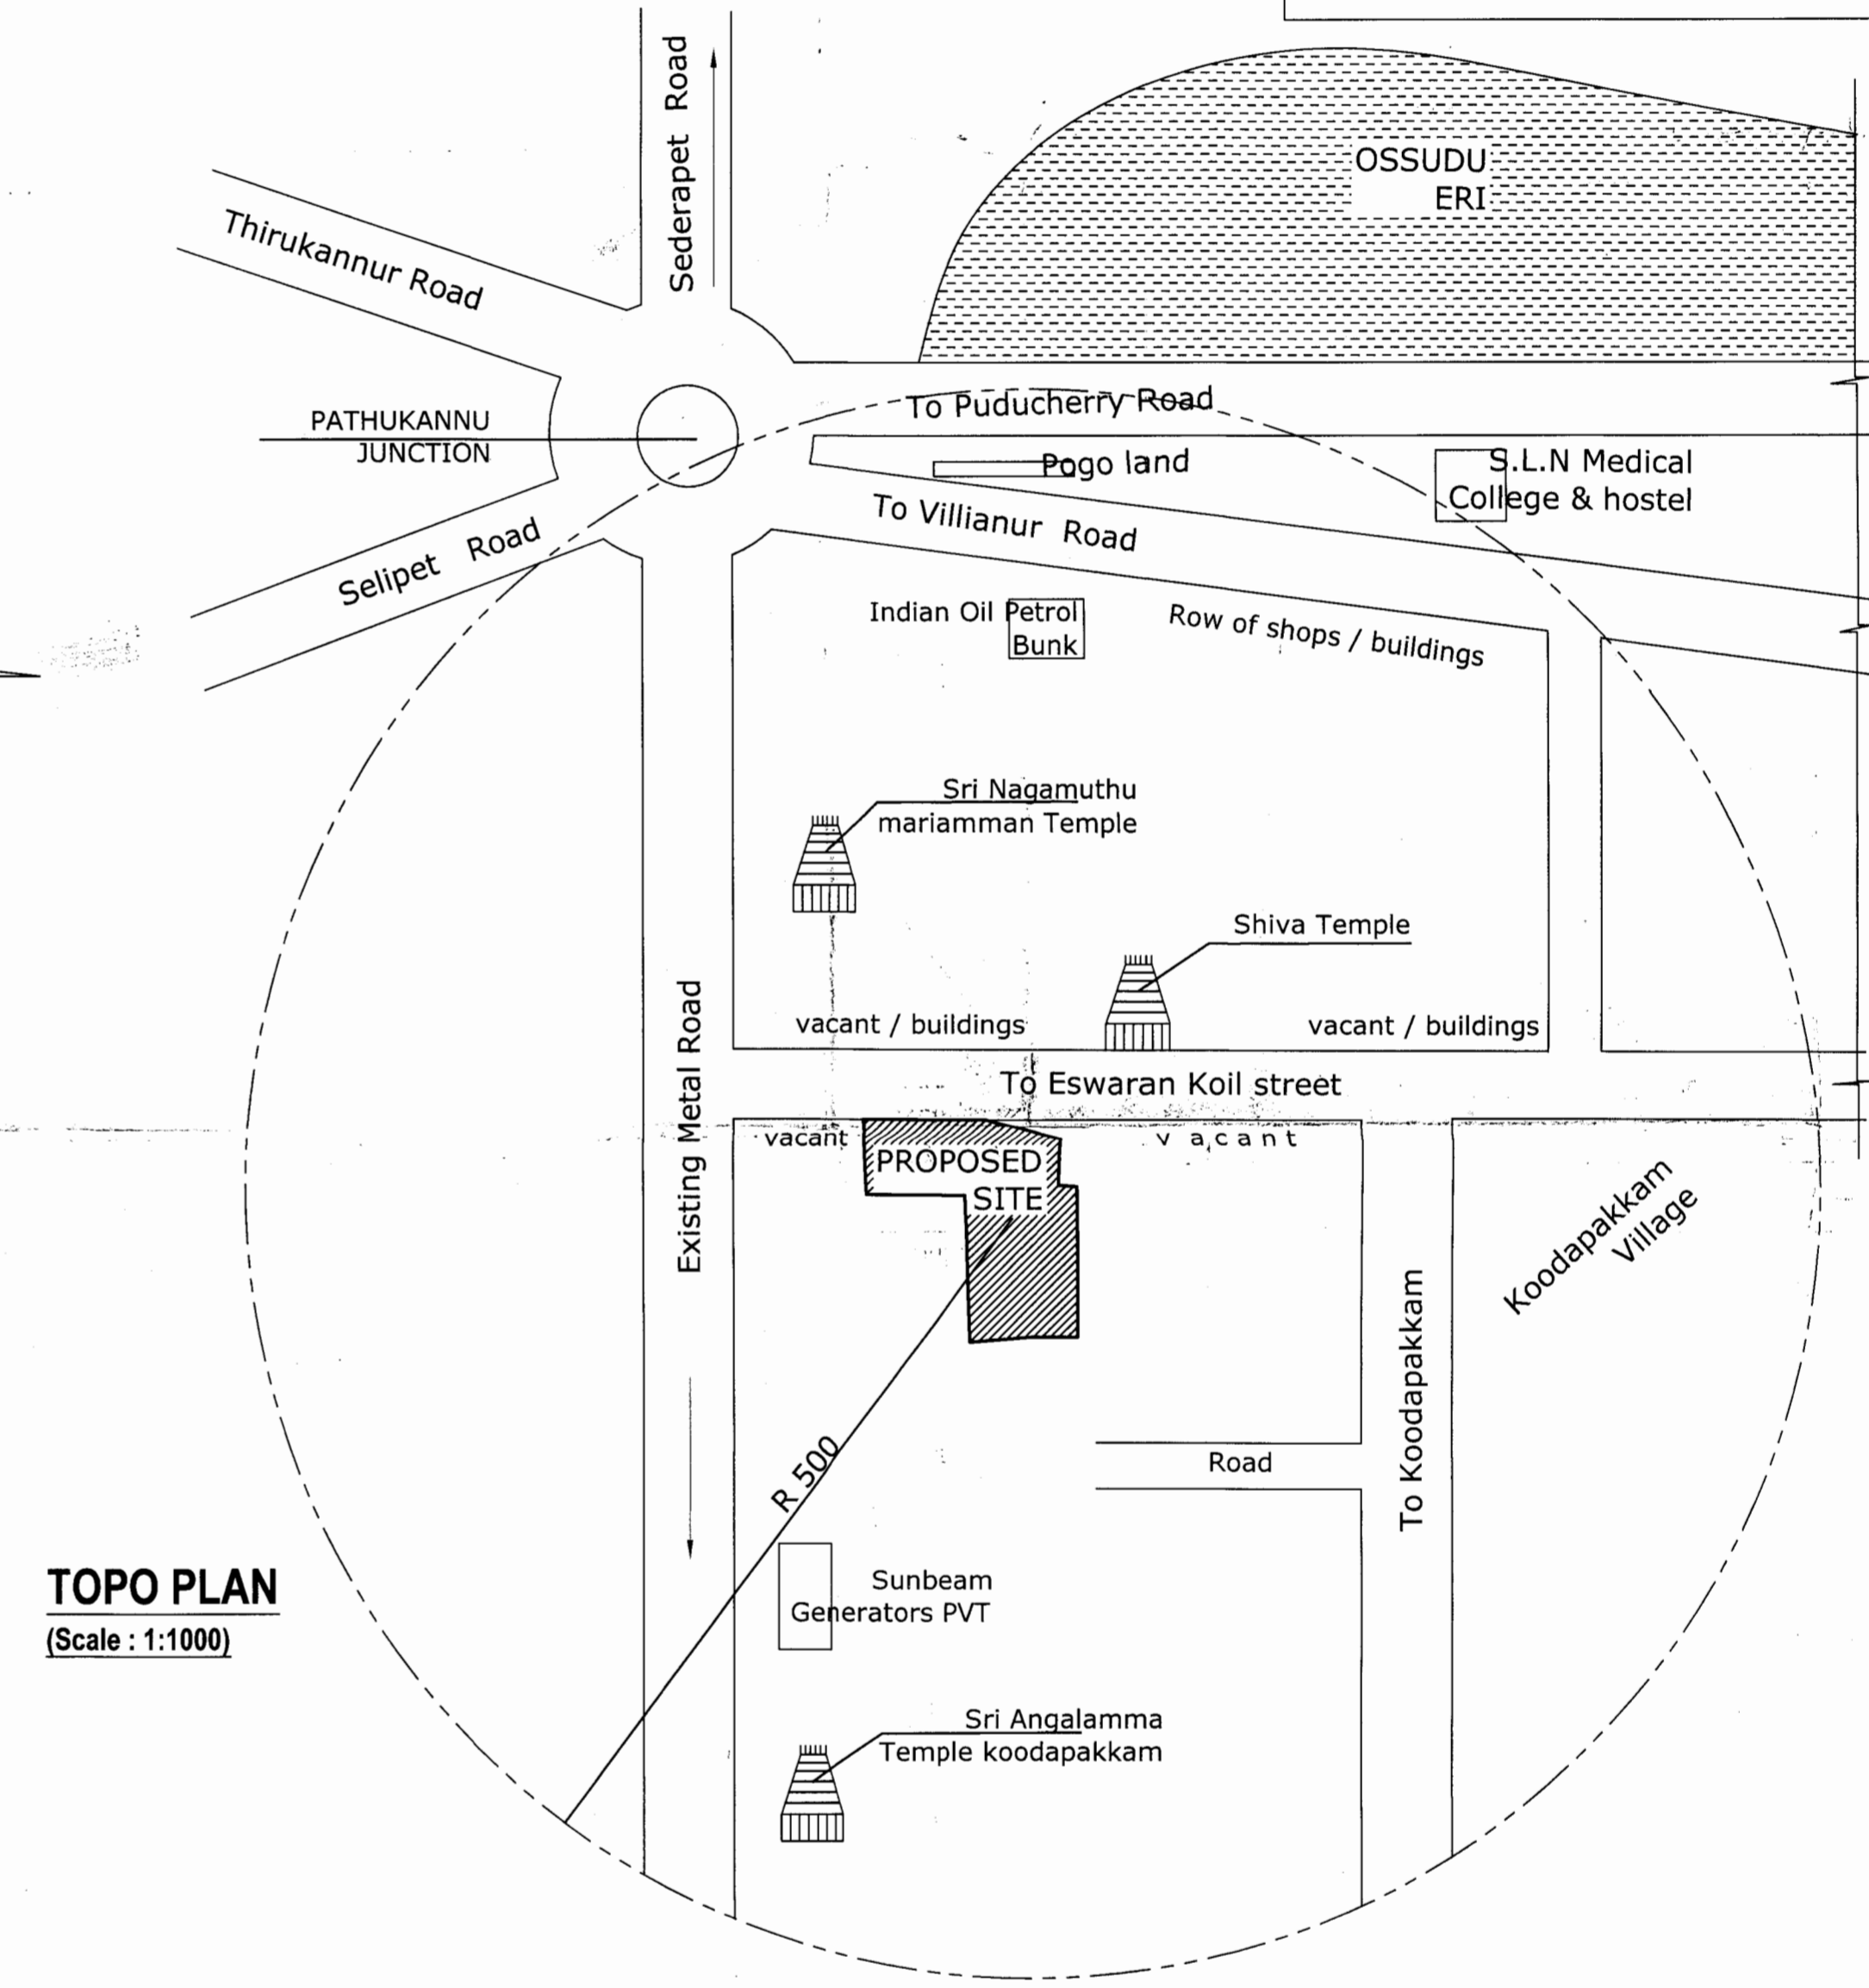 Sederapet Road
OSSUDU
ERI
Thirukannur Road
To Puducherry Road
PATHUKANNU
JUNCTION
Pogo land
S.L.N Medical
College & hostel
To Villianur Road
Selipet Road
Indian Oil Petrol
Bunk
Row of shops / buildings
Sri Nagamuthu
mariamman Temple
Shiva Temple
vacant / buildings
vacant / buildings
Existing Metal Road
To Eswaran Koil street
vacant
vacant
PROPOSED
SITE
Koodapakkam
Village
To Koodapakkam
R 500
Road
Sunbeam
Generators PVT
TOPO PLAN
(Scale : 1:1000)
Sri Angalamma
Temple koodapakkam